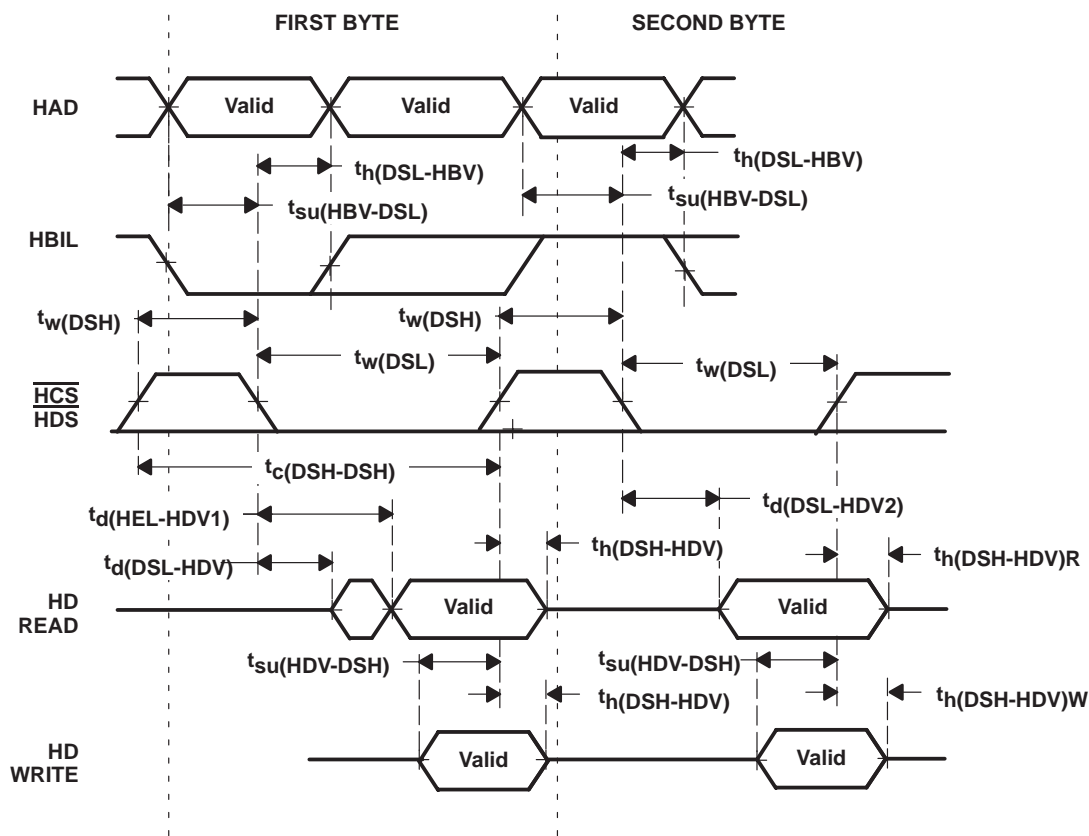 FIRST BYTE SECOND BYTE
HAD Valid Valid Valid
th(DSL-HBV) th(DSL-HBV)
tsu(HBV-DSL) tsu(HBV-DSL)
HBIL
tw(DSH) tw(DSH)
tw(DSL) tw(DSL)
HCS
HDS
tc(DSH-DSH)
td(HEL-HDV1) td(DSL-HDV2)
th(DSH-HDV) th(DSH-HDV)R
td(DSL-HDV)
HD
READ Valid Valid
tsu(HDV-DSH) tsu(HDV-DSH)
th(DSH-HDV) th(DSH-HDV)W
HD
WRITE Valid Valid